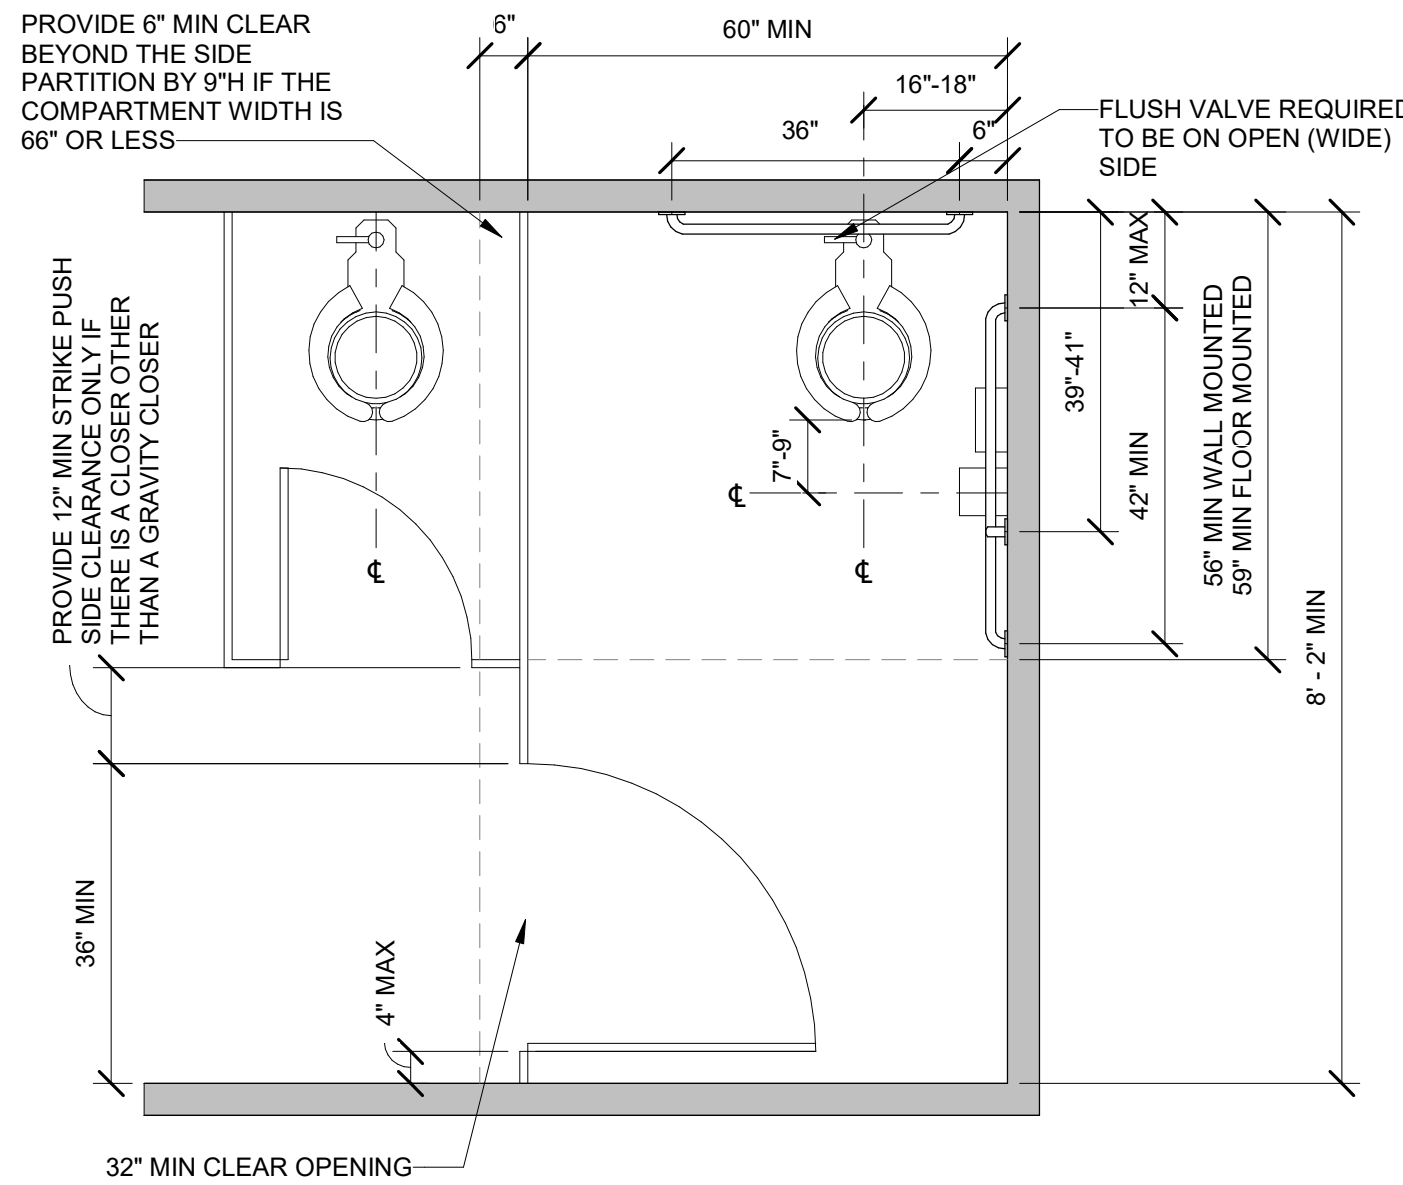 PROVIDE 6" MIN CLEAR
BEYOND THE SIDE
PARTITION BY 9"H IF THE
COMPARTMENT WIDTH IS
66" OR LESS
6"
60" MIN
16"-18"
36"
6"
FLUSH VALVE REQUIRED
TO BE ON OPEN (WIDE)
SIDE
PROVIDE 12" MIN STRIKE PUSH
SIDE CLEARANCE ONLY IF
THERE IS A CLOSER OTHER
THAN A GRAVITY CLOSER
12" MAX
39"-41"
42" MIN
56" MIN WALL MOUNTED
59" MIN FLOOR MOUNTED
8' - 2" MIN
7"-9"
℄
℄
℄
36" MIN
4" MAX
32" MIN CLEAR OPENING